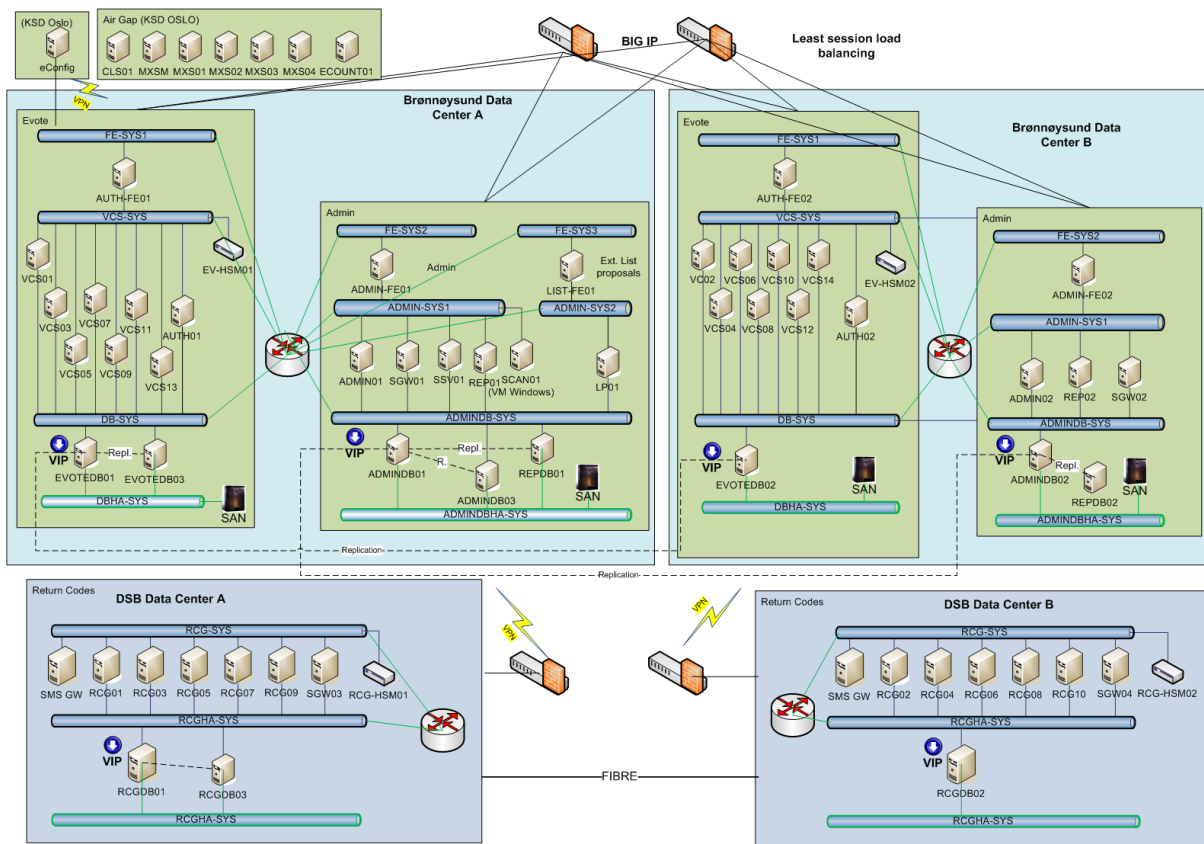 (KSD Oslo)
eConfig
VPN
Air Gap (KSD OSLO)
CLS01
MXSM
MXS01
MXS02
MXS03
MXS04
ECOUNT01
BIG IP
Least session load
balancing
Brønnøysund Data
Center A
Evote
FE-SYS1
AUTH-FE01
VCS-SYS
EV-HSM01
VCS01
VCS03
VCS07
VCS11
AUTH01
VCS05
VCS09
VCS13
DB-SYS
VIP
Repl.
EVOTEDB01
EVOTEDB03
DBHA-SYS
SAN
Admin
FE-SYS2
FE-SYS3
Admin
Ext. List
proposals
ADMIN-FE01
LIST-FE01
ADMIN-SYS1
ADMIN-SYS2
ADMIN01
SGW01
SSV01
REP01
SCAN01
(VM Windows)
LP01
ADMINDB-SYS
VIP
Repl.
R.
ADMINDB01
REPDB01
ADMINDB03
SAN
ADMINDBHA-SYS
Brønnøysund Data
Center B
Evote
FE-SYS1
AUTH-FE02
VCS-SYS
EV-HSM02
VC02
VCS06
VCS10
VCS14
VCS04
VCS08
VCS12
AUTH02
DB-SYS
VIP
EVOTEDB02
SAN
DBHA-SYS
Admin
FE-SYS2
ADMIN-FE02
ADMIN-SYS1
ADMIN02
REP02
SGW02
ADMINDB-SYS
VIP
ADMINDB02
Repl.
REPDB02
SAN
ADMINDBHA-SYS
Replication
Replication
Return Codes
DSB Data Center A
RCG-SYS
SMS GW
RCG01
RCG03
RCG05
RCG07
RCG09
SGW03
RCG-HSM01
RCGHA-SYS
VIP
RCGDB01
RCGDB03
RCGHA-SYS
VPN
VPN
FIBRE
Return Codes
DSB Data Center B
RCG-SYS
SMS GW
RCG02
RCG04
RCG06
RCG08
RCG10
SGW04
RCG-HSM02
RCGHA-SYS
VIP
RCGDB02
RCGHA-SYS